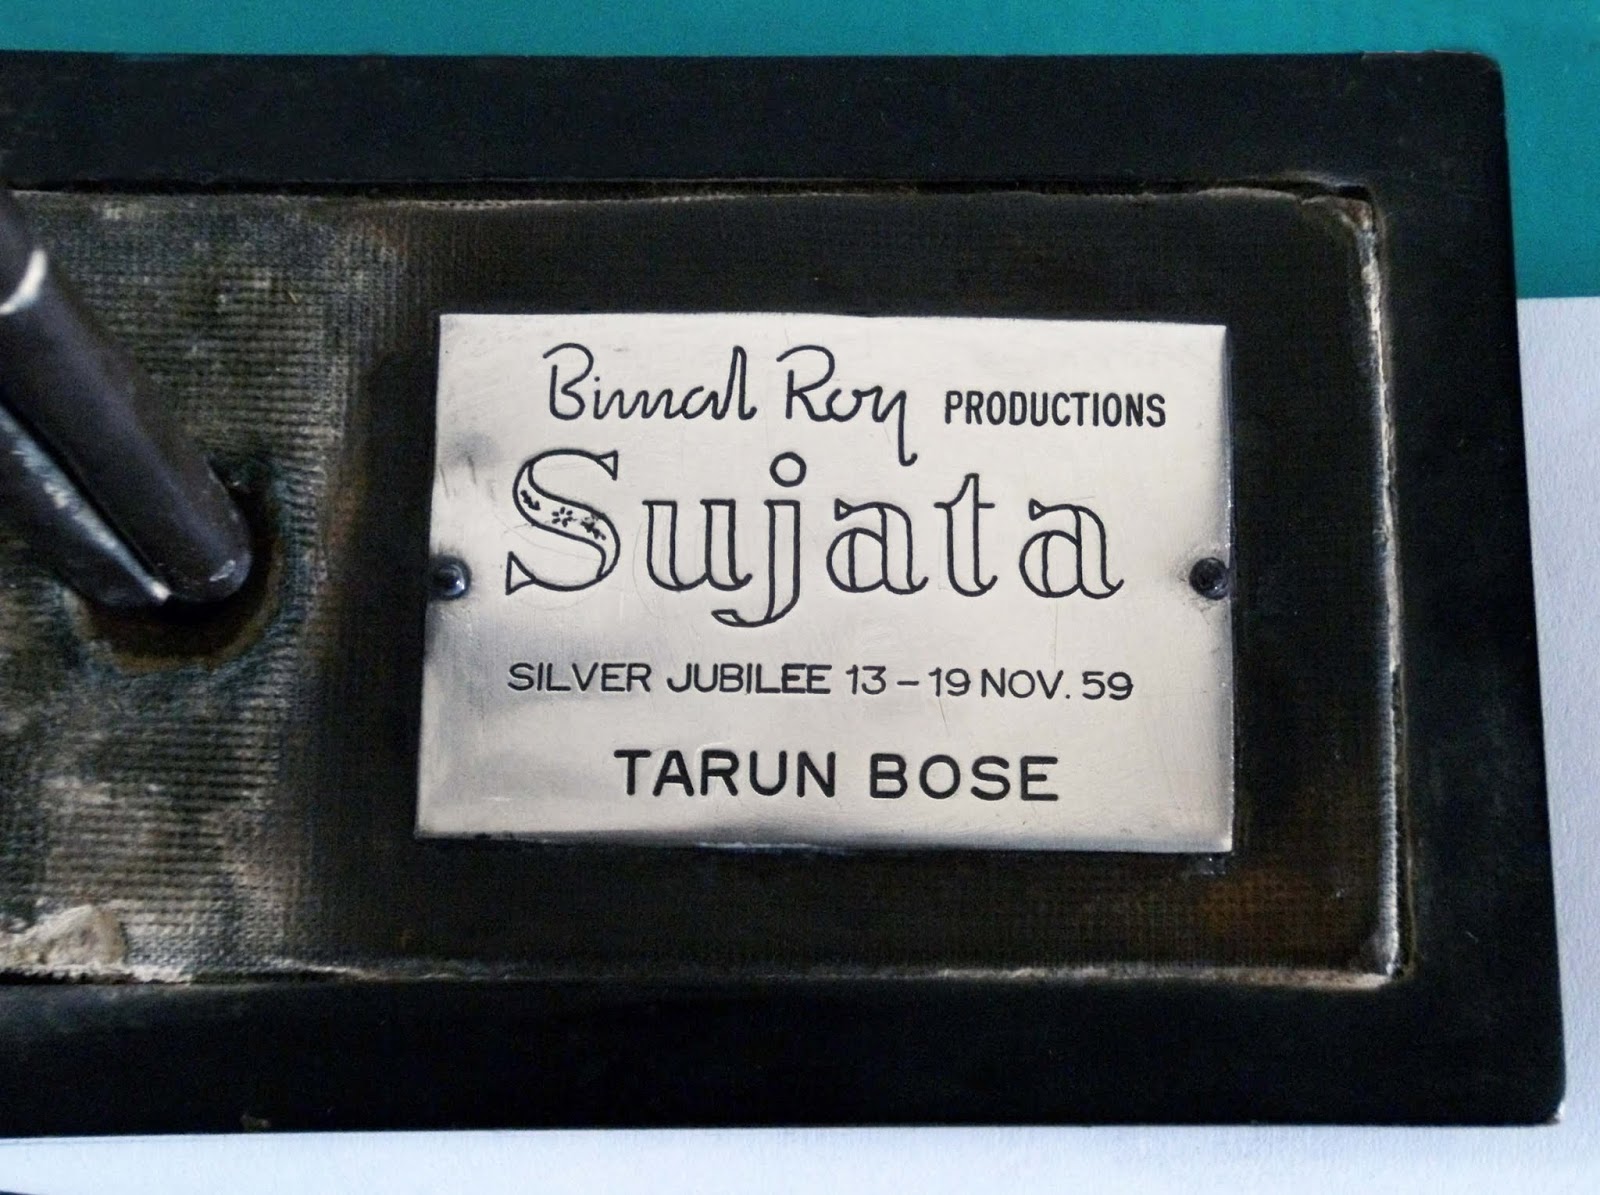 Bimal Roy PRODUCTIONS
Sujata
SILVER JUBILEE 13 - 19 NOV. 59
TARUN BOSE